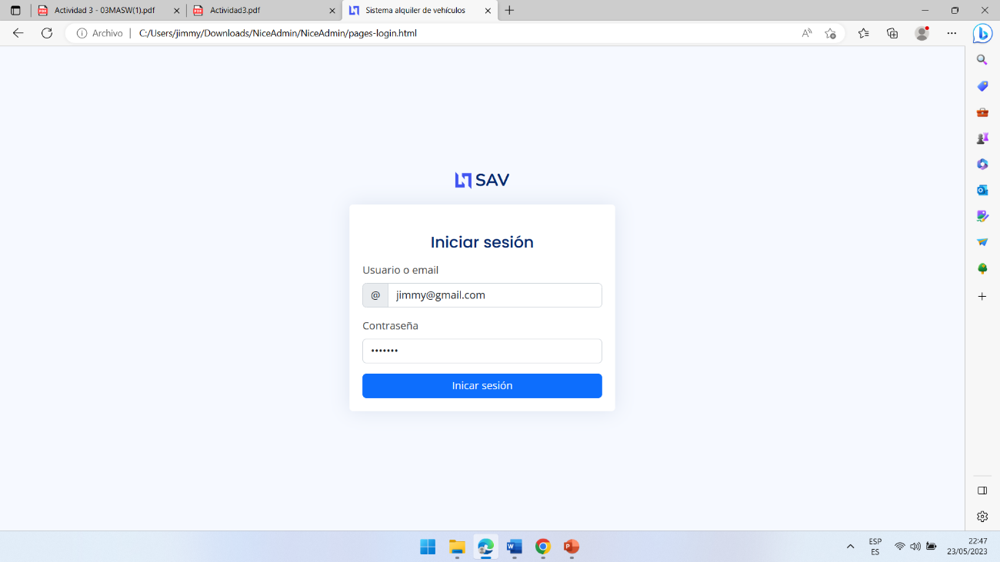 Actividad 3 - 03MASW(1).pdf
Actividad3.pdf
Sistema alquiler de vehículos
Archivo
C:/Users/jimmy/Downloads/NiceAdmin/NiceAdmin/pages-login.html
SAV
Iniciar sesión
Usuario o email
@ jimmy@gmail.com
Contraseña
•••••••
Inicar sesión
ESP
ES
22:47
23/05/2023